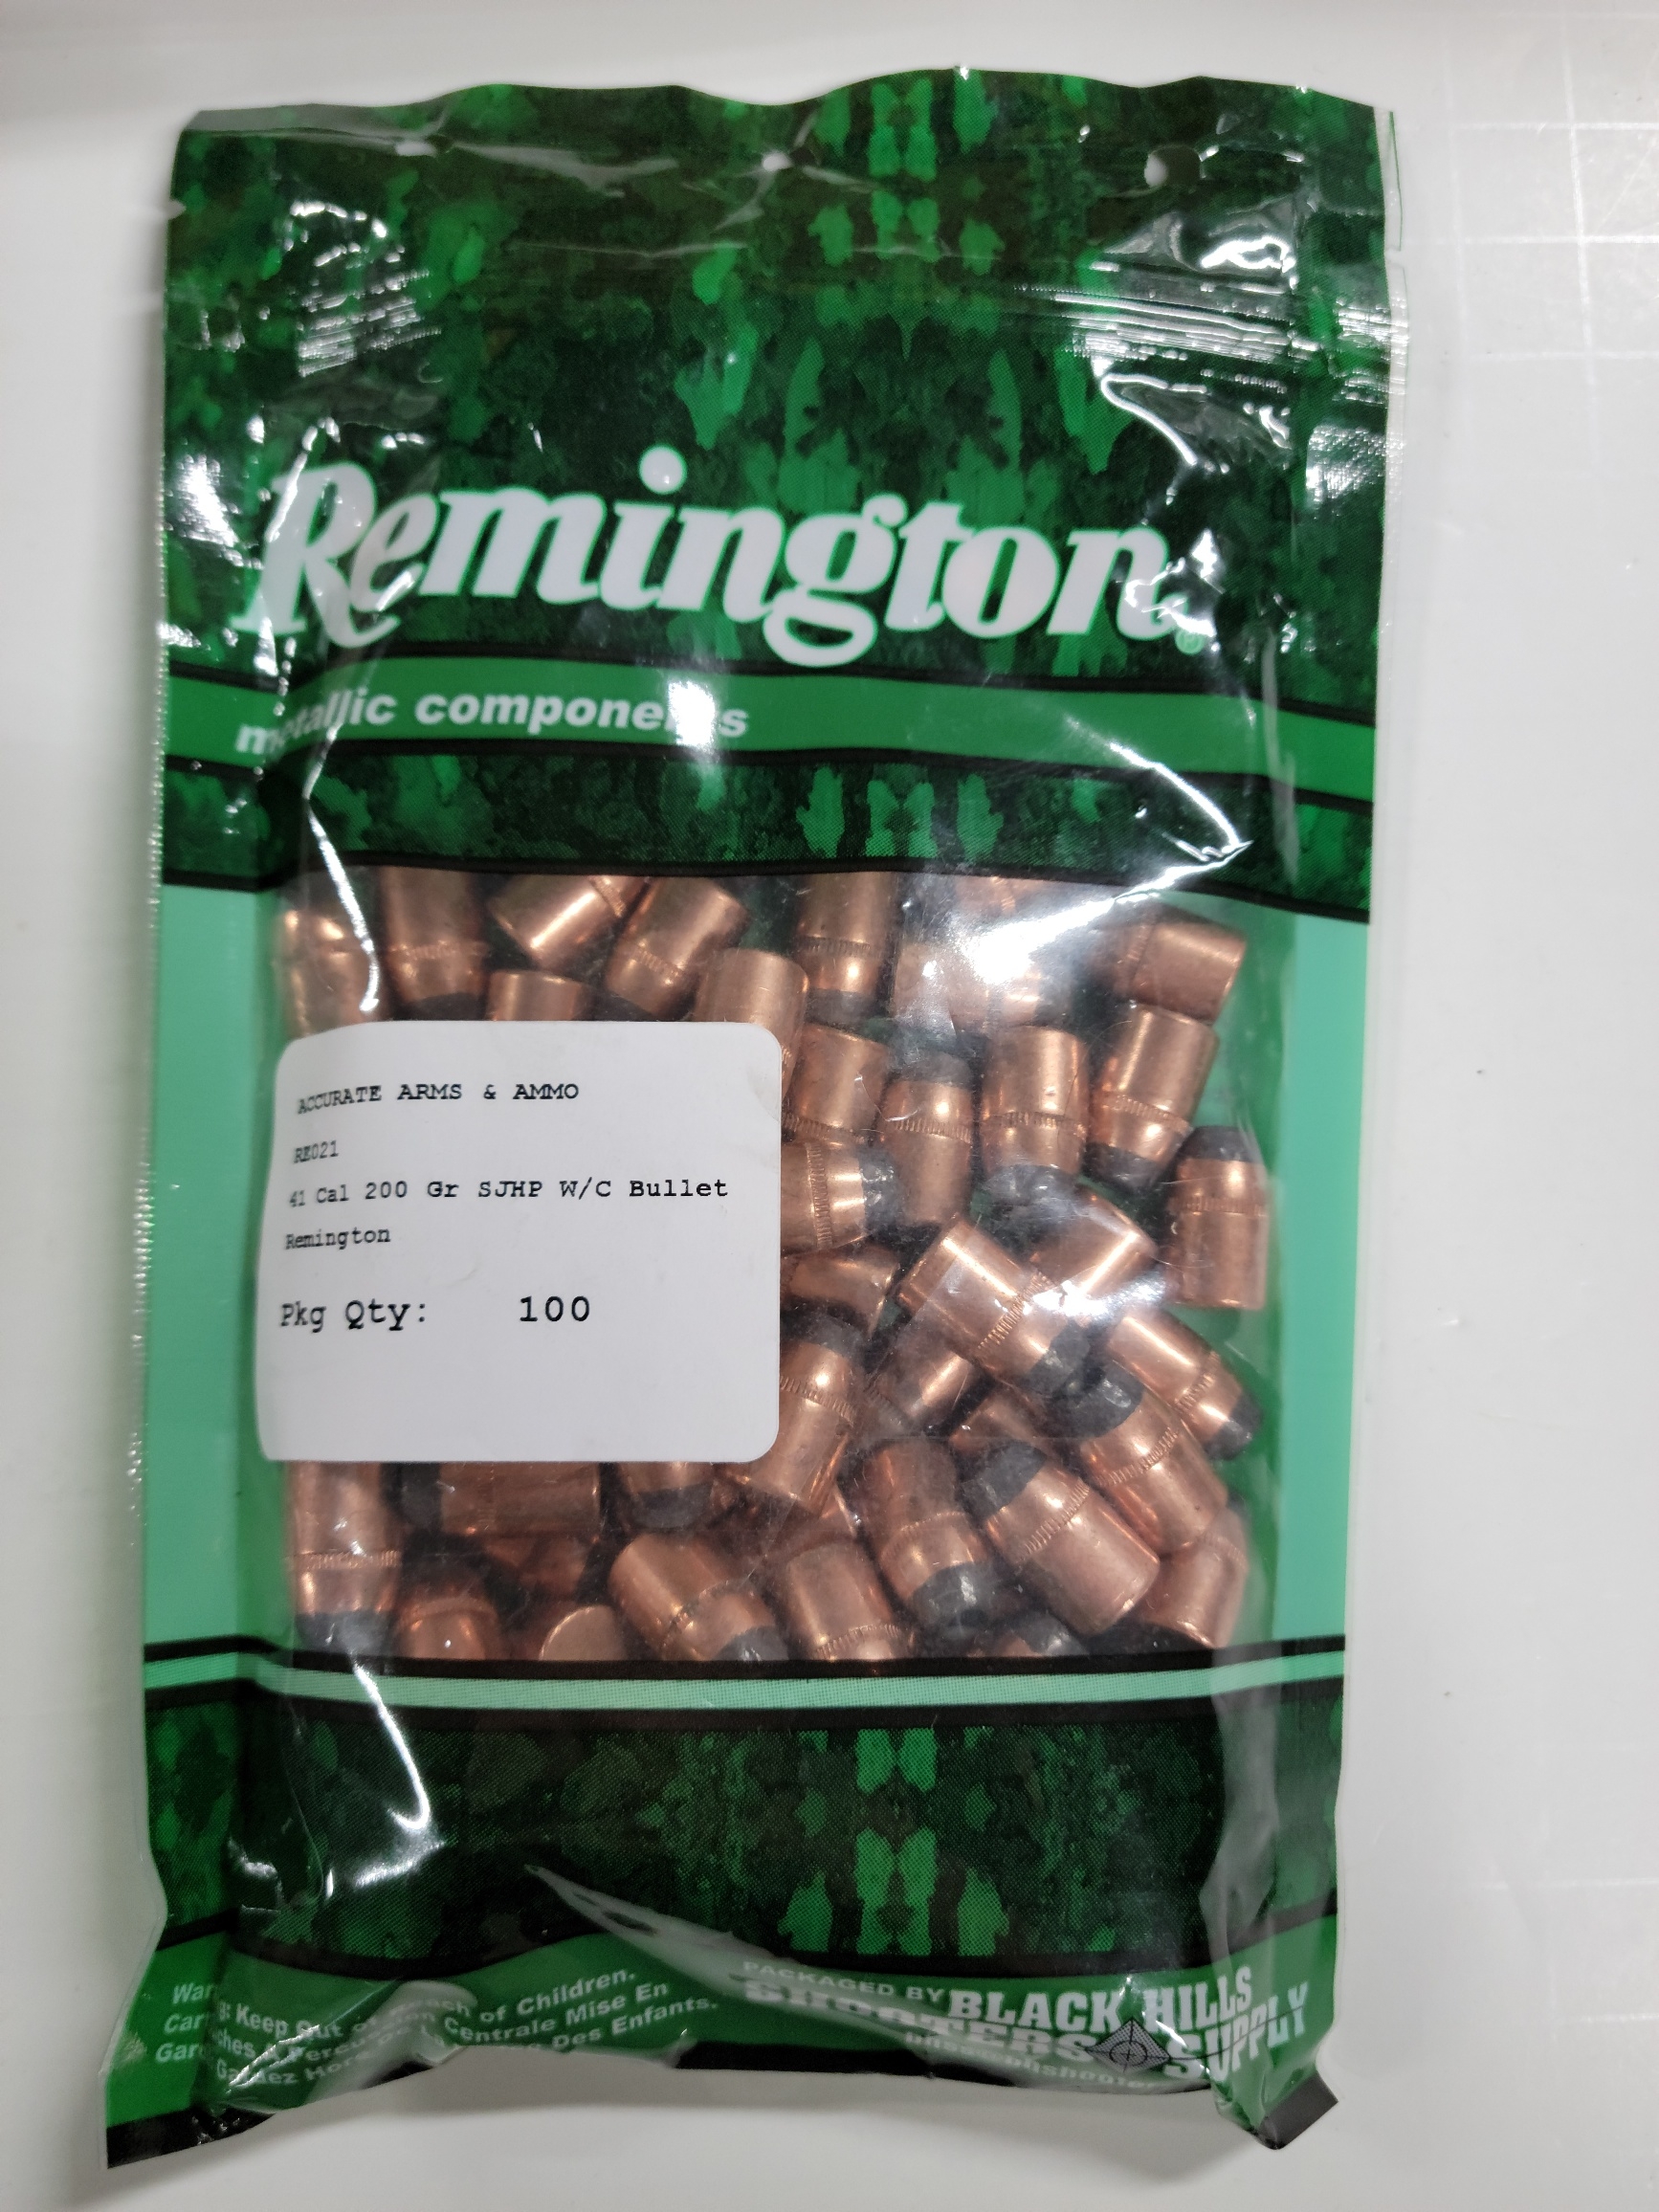 Remington®
metallic components
ACCURATE ARMS & AMMO
RE021
41 Cal 200 Gr SJHP W/C Bullet
Remington
Pkg Qty: 100
Keep Out of Reach of Children.
Centrale Mise En
Des Enfants.
PACKAGED BY
BLACK HILLS
SHOOTERS SUPPLY